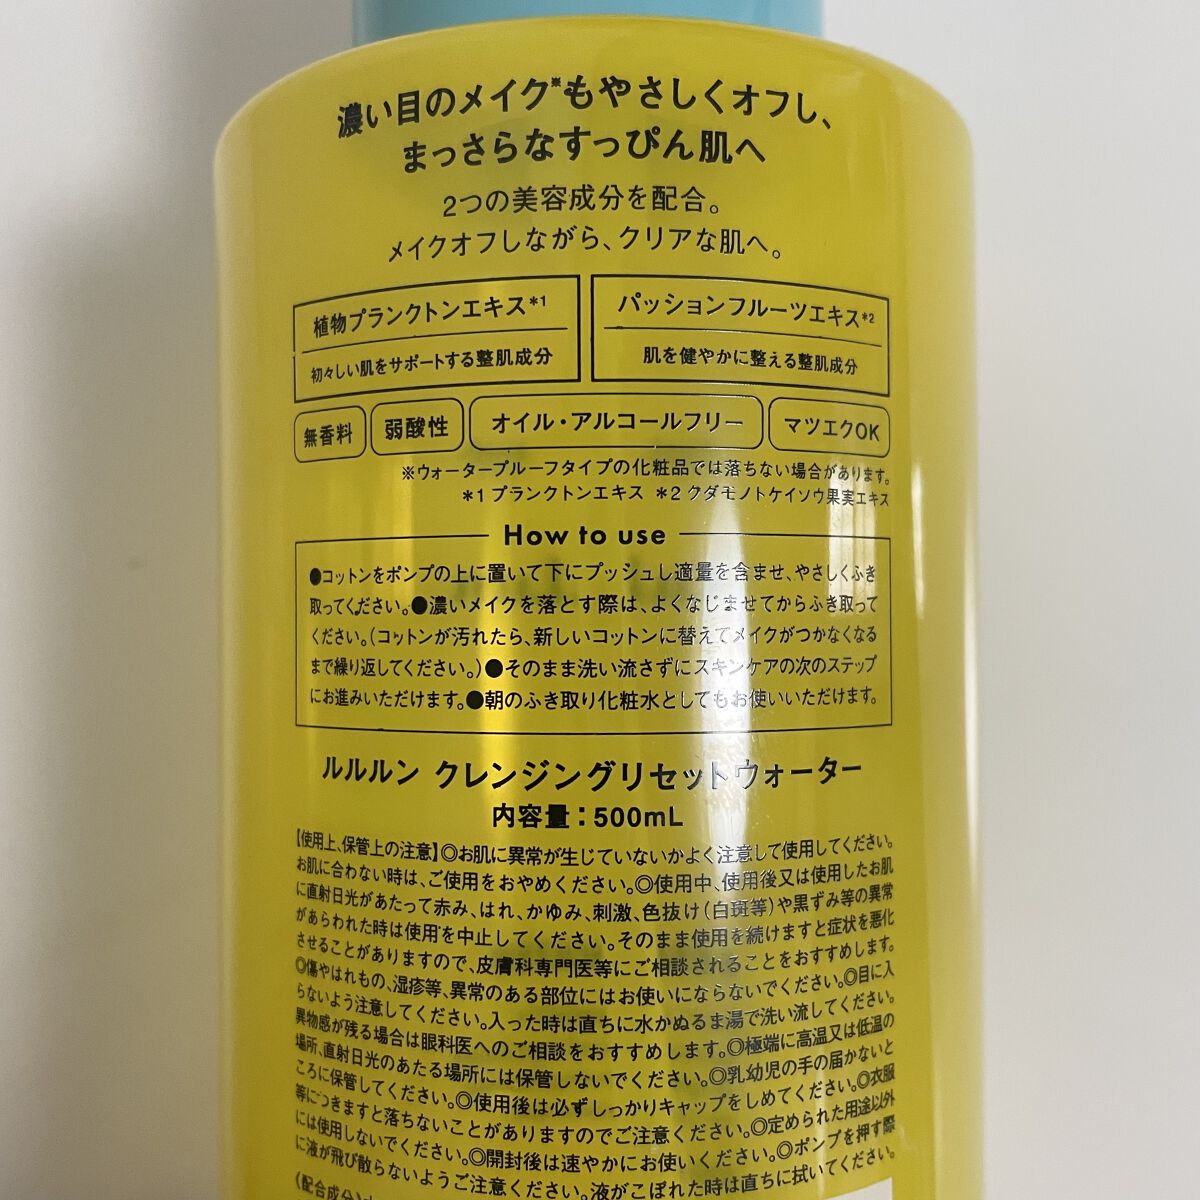 濃い目のメイク※もやさしくオフし、
まっさらなすっぴん肌へ
2つの美容成分を配合。
メイクオフしながら、クリアな肌へ。
植物プランクトンエキス*1
初々しい肌をサポートする整肌成分
パッションフルーツエキス*2
肌を健やかに整える整肌成分
無香料
弱酸性
オイル・アルコールフリー
マツエクOK
※ウォータープルーフタイプの化粧品では落ちない場合があります。
*1 プランクトンエキス *2 クダモノトケイソウ果実エキス
How to use
●コットンをポンプの上に置いて下にプッシュし適量を含ませ、やさしくふき
取ってください。●濃いメイクを落とす際は、よくなじませてからふき取って
ください。(コットンが汚れたら、新しいコットンに替えてメイクがつかなくなる
まで繰り返してください。)●そのまま洗い流さずにスキンケアの次のステップ
にお進みいただけます。●朝のふき取り化粧水としてもお使いいただけます。
ルルルン クレンジングリセットウォーター
内容量:500mL
【使用上、保管上の注意】◎お肌に異常が生じていないかよく注意して使用してください。
お肌に合わない時は、ご使用をおやめください。◎使用中、使用後又は使用したお肌
に直射日光があたって赤み、はれ、かゆみ、刺激、色抜け(白斑等)や黒ずみ等の異常
があらわれた時は使用を中止してください。そのまま使用を続けますと症状を悪化
させることがありますので、皮膚科専門医等にご相談されることをおすすめします。
◎傷やはれもの、湿疹等、異常のある部位にはお使いにならないでください。◎目に入
らないよう注意してください。入った時は直ちに水かぬるま湯で洗い流してください。
異物感が残る場合は眼科医へのご相談をおすすめします。◎極端に高温又は低温の
場所、直射日光のあたる場所には保管しないでください。◎乳幼児の手の届かないと
ころに保管してください。◎使用後は必ずしっかりキャップをしめてください。◎衣服
等につきますと落ちないことがありますのでご注意ください。◎定められた用途以外
には使用しないでください。◎開封後は速やかにお使いください。◎ポンプを押す際
に液が飛び散らないようご注意ください。液がこぼれた時は直ちに拭いてください。
〈配合成分〉